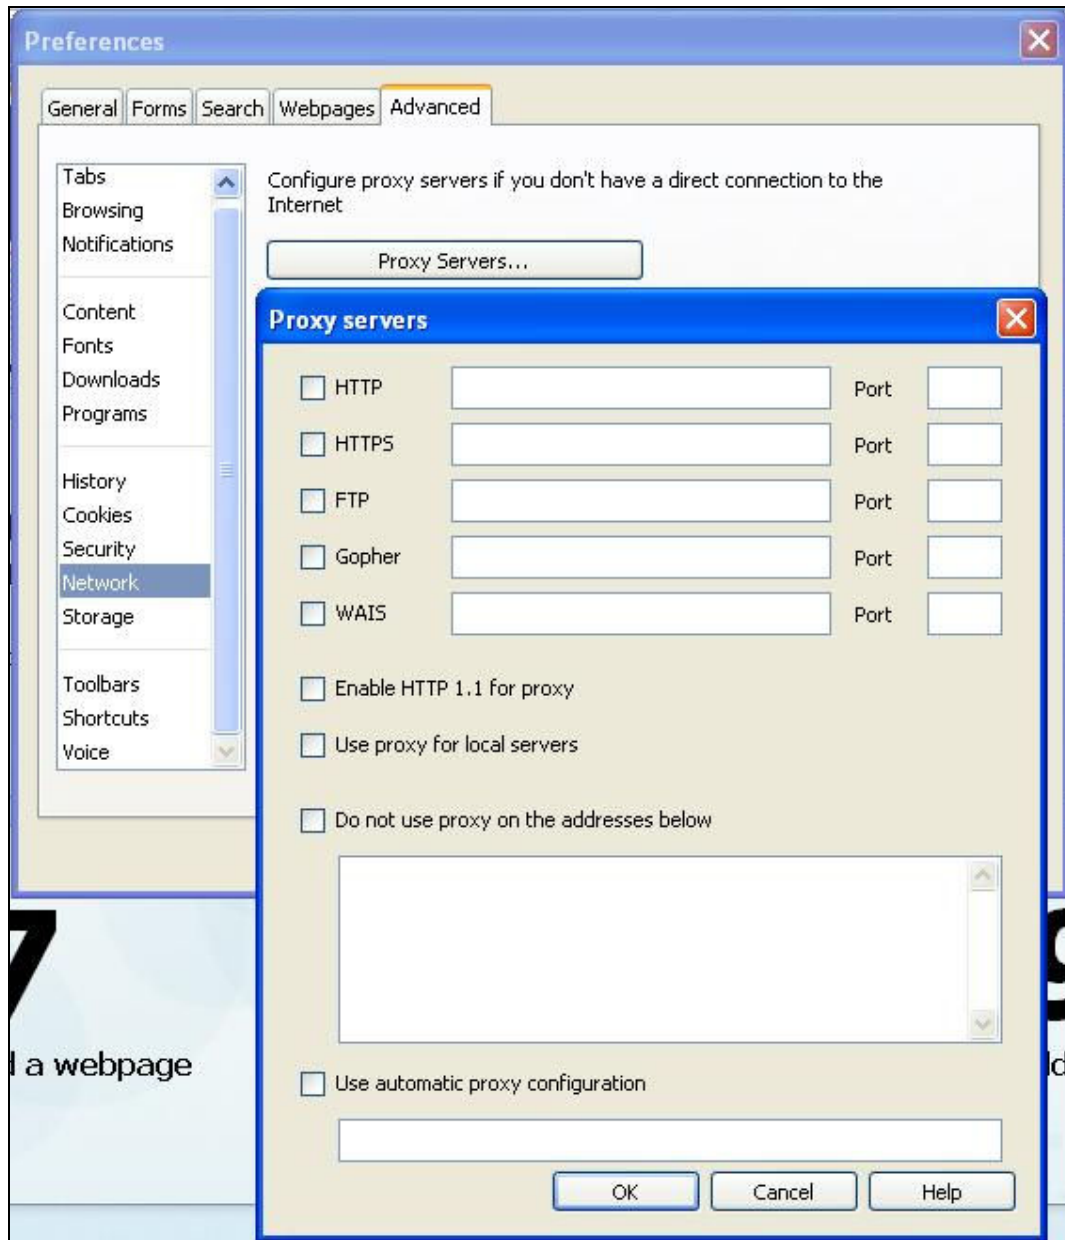 Preferences
General Forms Search Webpages Advanced
Tabs
Browsing
Notifications
Content
Fonts
Downloads
Programs
History
Cookies
Security
Network
Storage
Toolbars
Shortcuts
Voice
Configure proxy servers if you don't have a direct connection to the
Internet
Proxy Servers...
Proxy servers
HTTP Port
HTTPS Port
FTP Port
Gopher Port
WAIS Port
Enable HTTP 1.1 for proxy
Use proxy for local servers
Do not use proxy on the addresses below
Use automatic proxy configuration
OK Cancel Help
7
a webpage
9